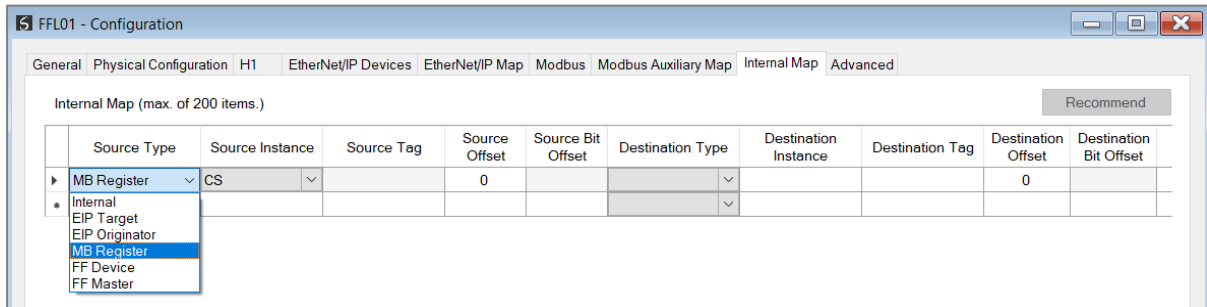 FFL01 - Configuration
General Physical Configuration H1 EtherNet/IP Devices EtherNet/IP Map Modbus Modbus Auxiliary Map Internal Map Advanced
Internal Map (max. of 200 items.) Recommend
Source Type Source Instance Source Tag Source Offset Source Bit Offset Destination Type Destination Instance Destination Tag Destination Offset Destination Bit Offset
MB Register CS 0 0
Internal
EIP Target
EIP Originator
MB Register
FF Device
FF Master